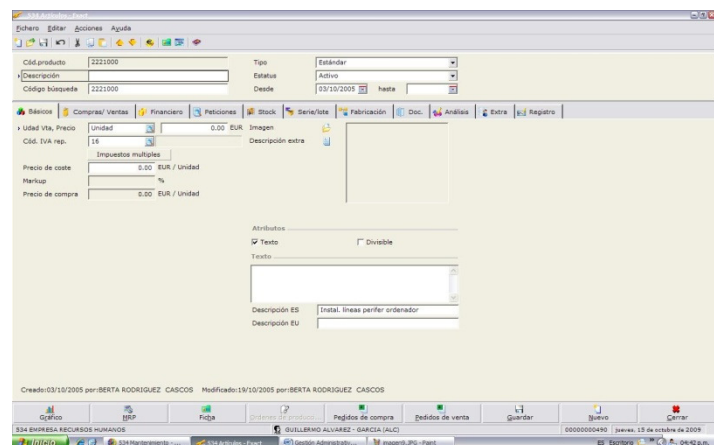 534 Artículos - Exact
Fichero Editar Acciones Ayuda
Cód.producto 2221000 Tipo Estándar
Descripción Estatus Activo
Código búsqueda 2221000 Desde 03/10/2005 hasta
Básicos Compras/ Ventas Financiero Peticiones Stock Serie/lote Fabricación Doc. Análisis Extra Registro
Udad Vta, Precio Unidad 0.00 EUR Imagen
Cód. IVA rep. 16 Descripción extra
Impuestos multiples
Precio de coste 0.00 EUR / Unidad
Markup %
Precio de compra 0.00 EUR / Unidad
Atributos
Texto Divisible
Texto
Descripción ES Instal. líneas perifer ordenador
Descripción EU
Creado:03/10/2005 por:BERTA RODRIGUEZ CASCOS Modificado:19/10/2005 por:BERTA RODRIGUEZ CASCOS
Gráfico MRP Ficha Órdenes de producc... Pedidos de compra Pedidos de venta Guardar Nuevo Cerrar
534 EMPRESA RECURSOS HUMANOS GUILLERMO ALVAREZ - GARCIA (ALC) 00000000490 jueves, 15 de octubre de 2009
Inicio 534 Mantenimiento - ... 534 Artículos - Exact Gestión Administrativ... imagen9.JPG - Paint ES Escritorio 04:42 p.m.